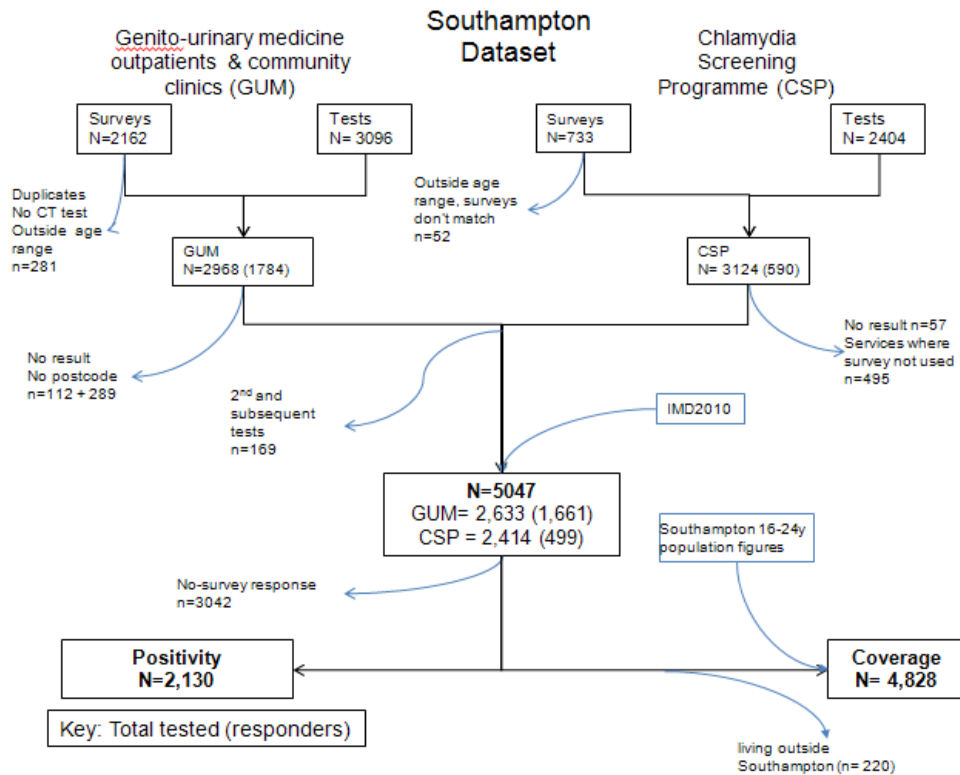 Southampton
Dataset
Genito-urinary medicine
outpatients & community
clinics (GUM)
Chlamydia
Screening
Programme (CSP)
Surveys
N=2162
Tests
N= 3096
Surveys
N=733
Tests
N= 2404
Duplicates
No CT test
Outside age
range
n=281
Outside age
range, surveys
don't match
n=52
GUM
N=2968 (1784)
CSP
N= 3124 (590)
No result
No postcode
n=112 + 289
2nd and
subsequent
tests
n=169
No result n=57
Services where
survey not used
n=495
IMD2010
N=5047
GUM= 2,633 (1,661)
CSP = 2,414 (499)
Southampton 16-24y
population figures
No-survey response
n=3042
Positivity
N=2,130
Coverage
N= 4,828
Key: Total tested (responders)
living outside
Southampton (n= 220)